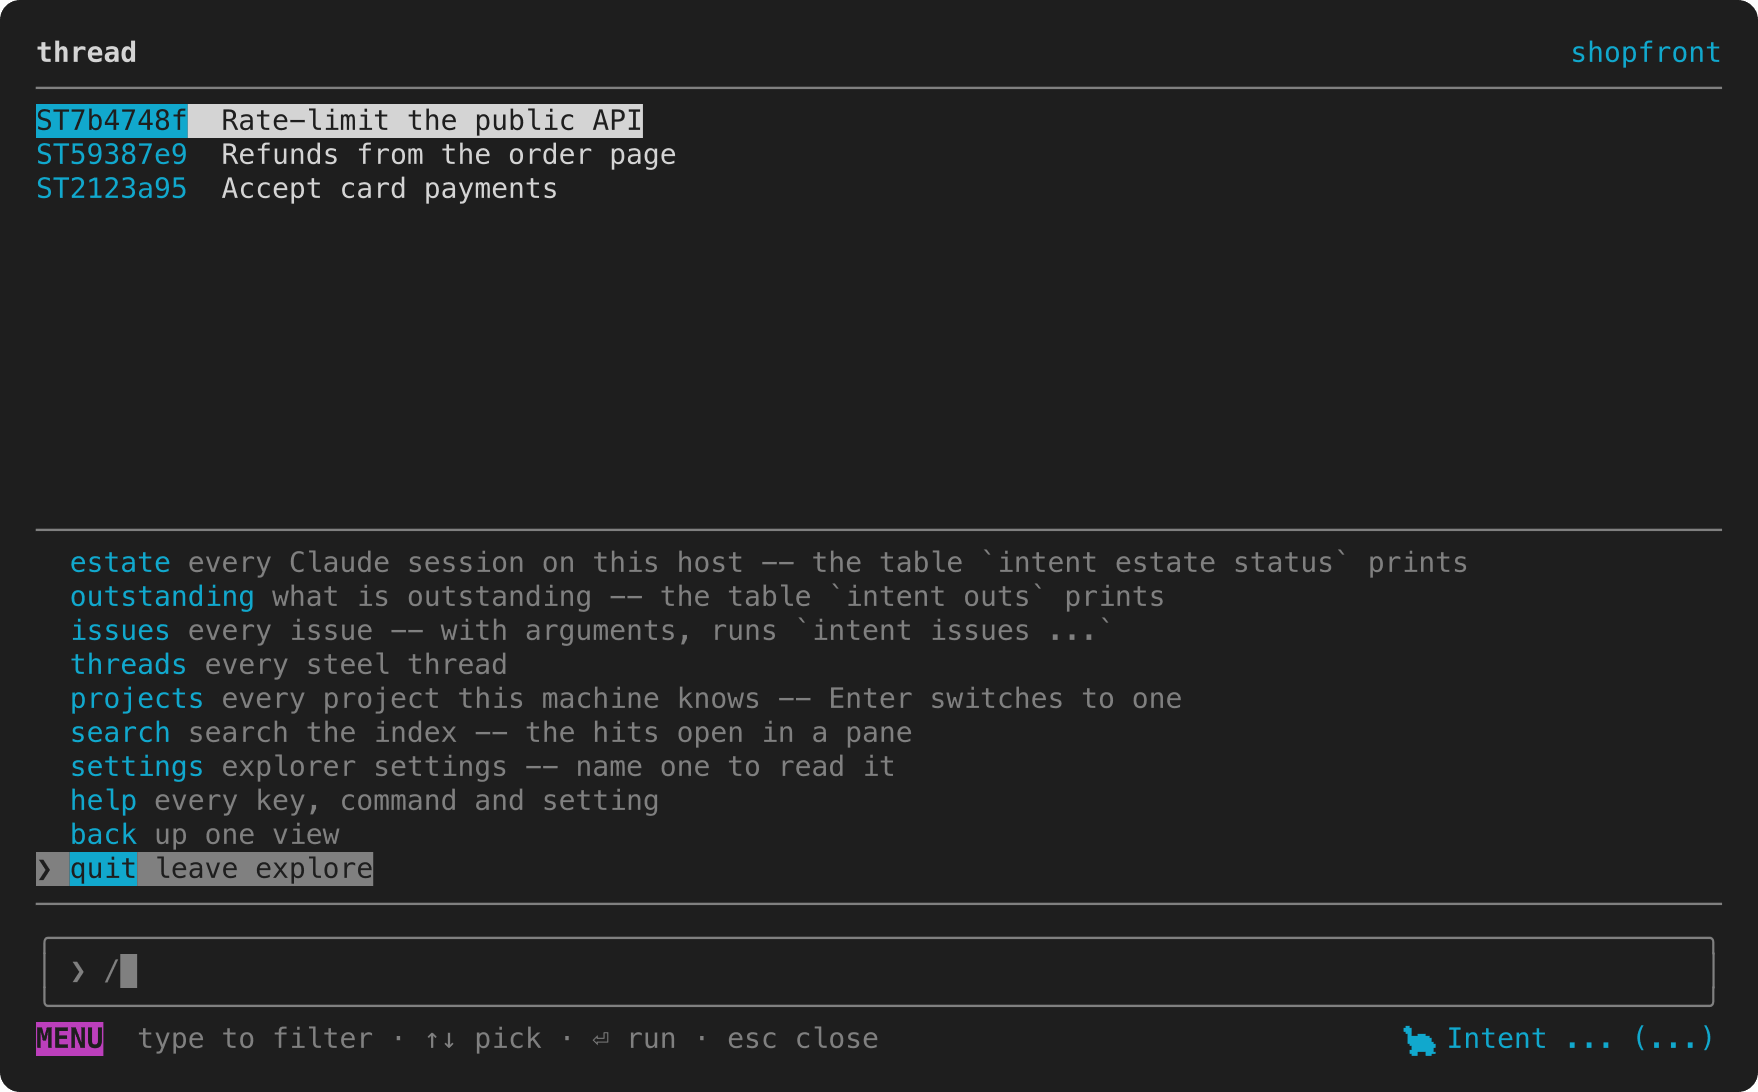 thread
shopfront
ST7b4748f  Rate-limit the public API
ST59387e9  Refunds from the order page
ST2123a95  Accept card payments
estate every Claude session on this host -- the table `intent estate status` prints
outstanding what is outstanding -- the table `intent outs` prints
issues every issue -- with arguments, runs `intent issues ...`
threads every steel thread
projects every project this machine knows -- Enter switches to one
search search the index -- the hits open in a pane
settings explorer settings -- name one to read it
help every key, command and setting
back up one view
❯ quit leave explore
❯ /
MENU  type to filter · ↑↓ pick · ⏎ run · esc close
Intent ... (...)